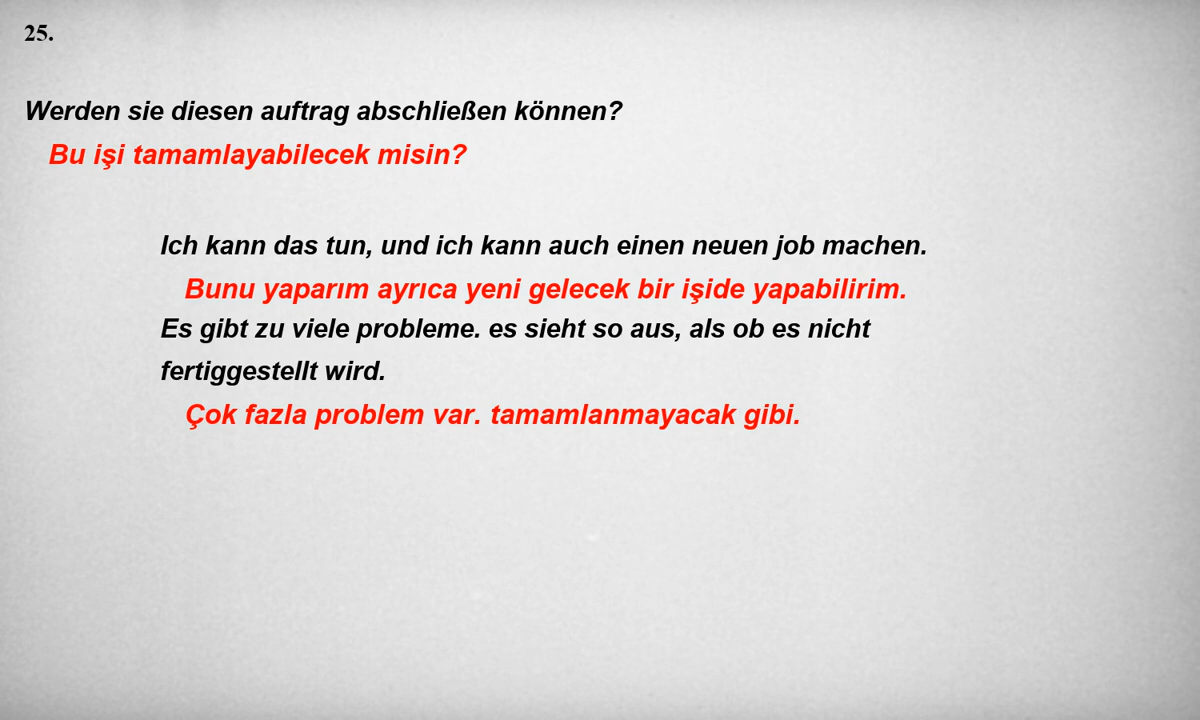 25.
Werden sie diesen auftrag abschließen können?
Bu işi tamamlayabilecek misin?
Ich kann das tun, und ich kann auch einen neuen job machen.
Bunu yaparım ayrıca yeni gelecek bir işide yapabilirim.
Es gibt zu viele probleme. es sieht so aus, als ob es nicht
fertiggestellt wird.
Çok fazla problem var. tamamlanmayacak gibi.